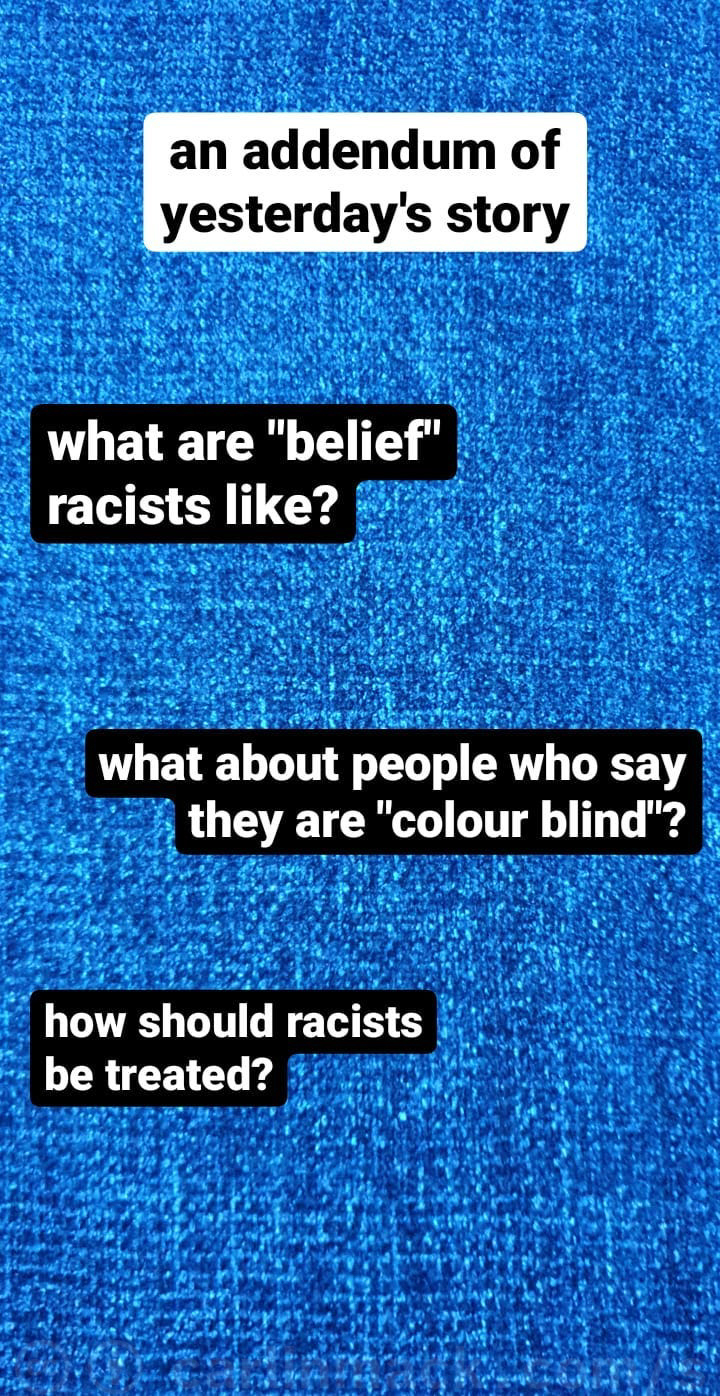 an addendum of
yesterday's story
what are "belief"
racists like?
what about people who say
they are "colour blind"?
how should racists
be treated?